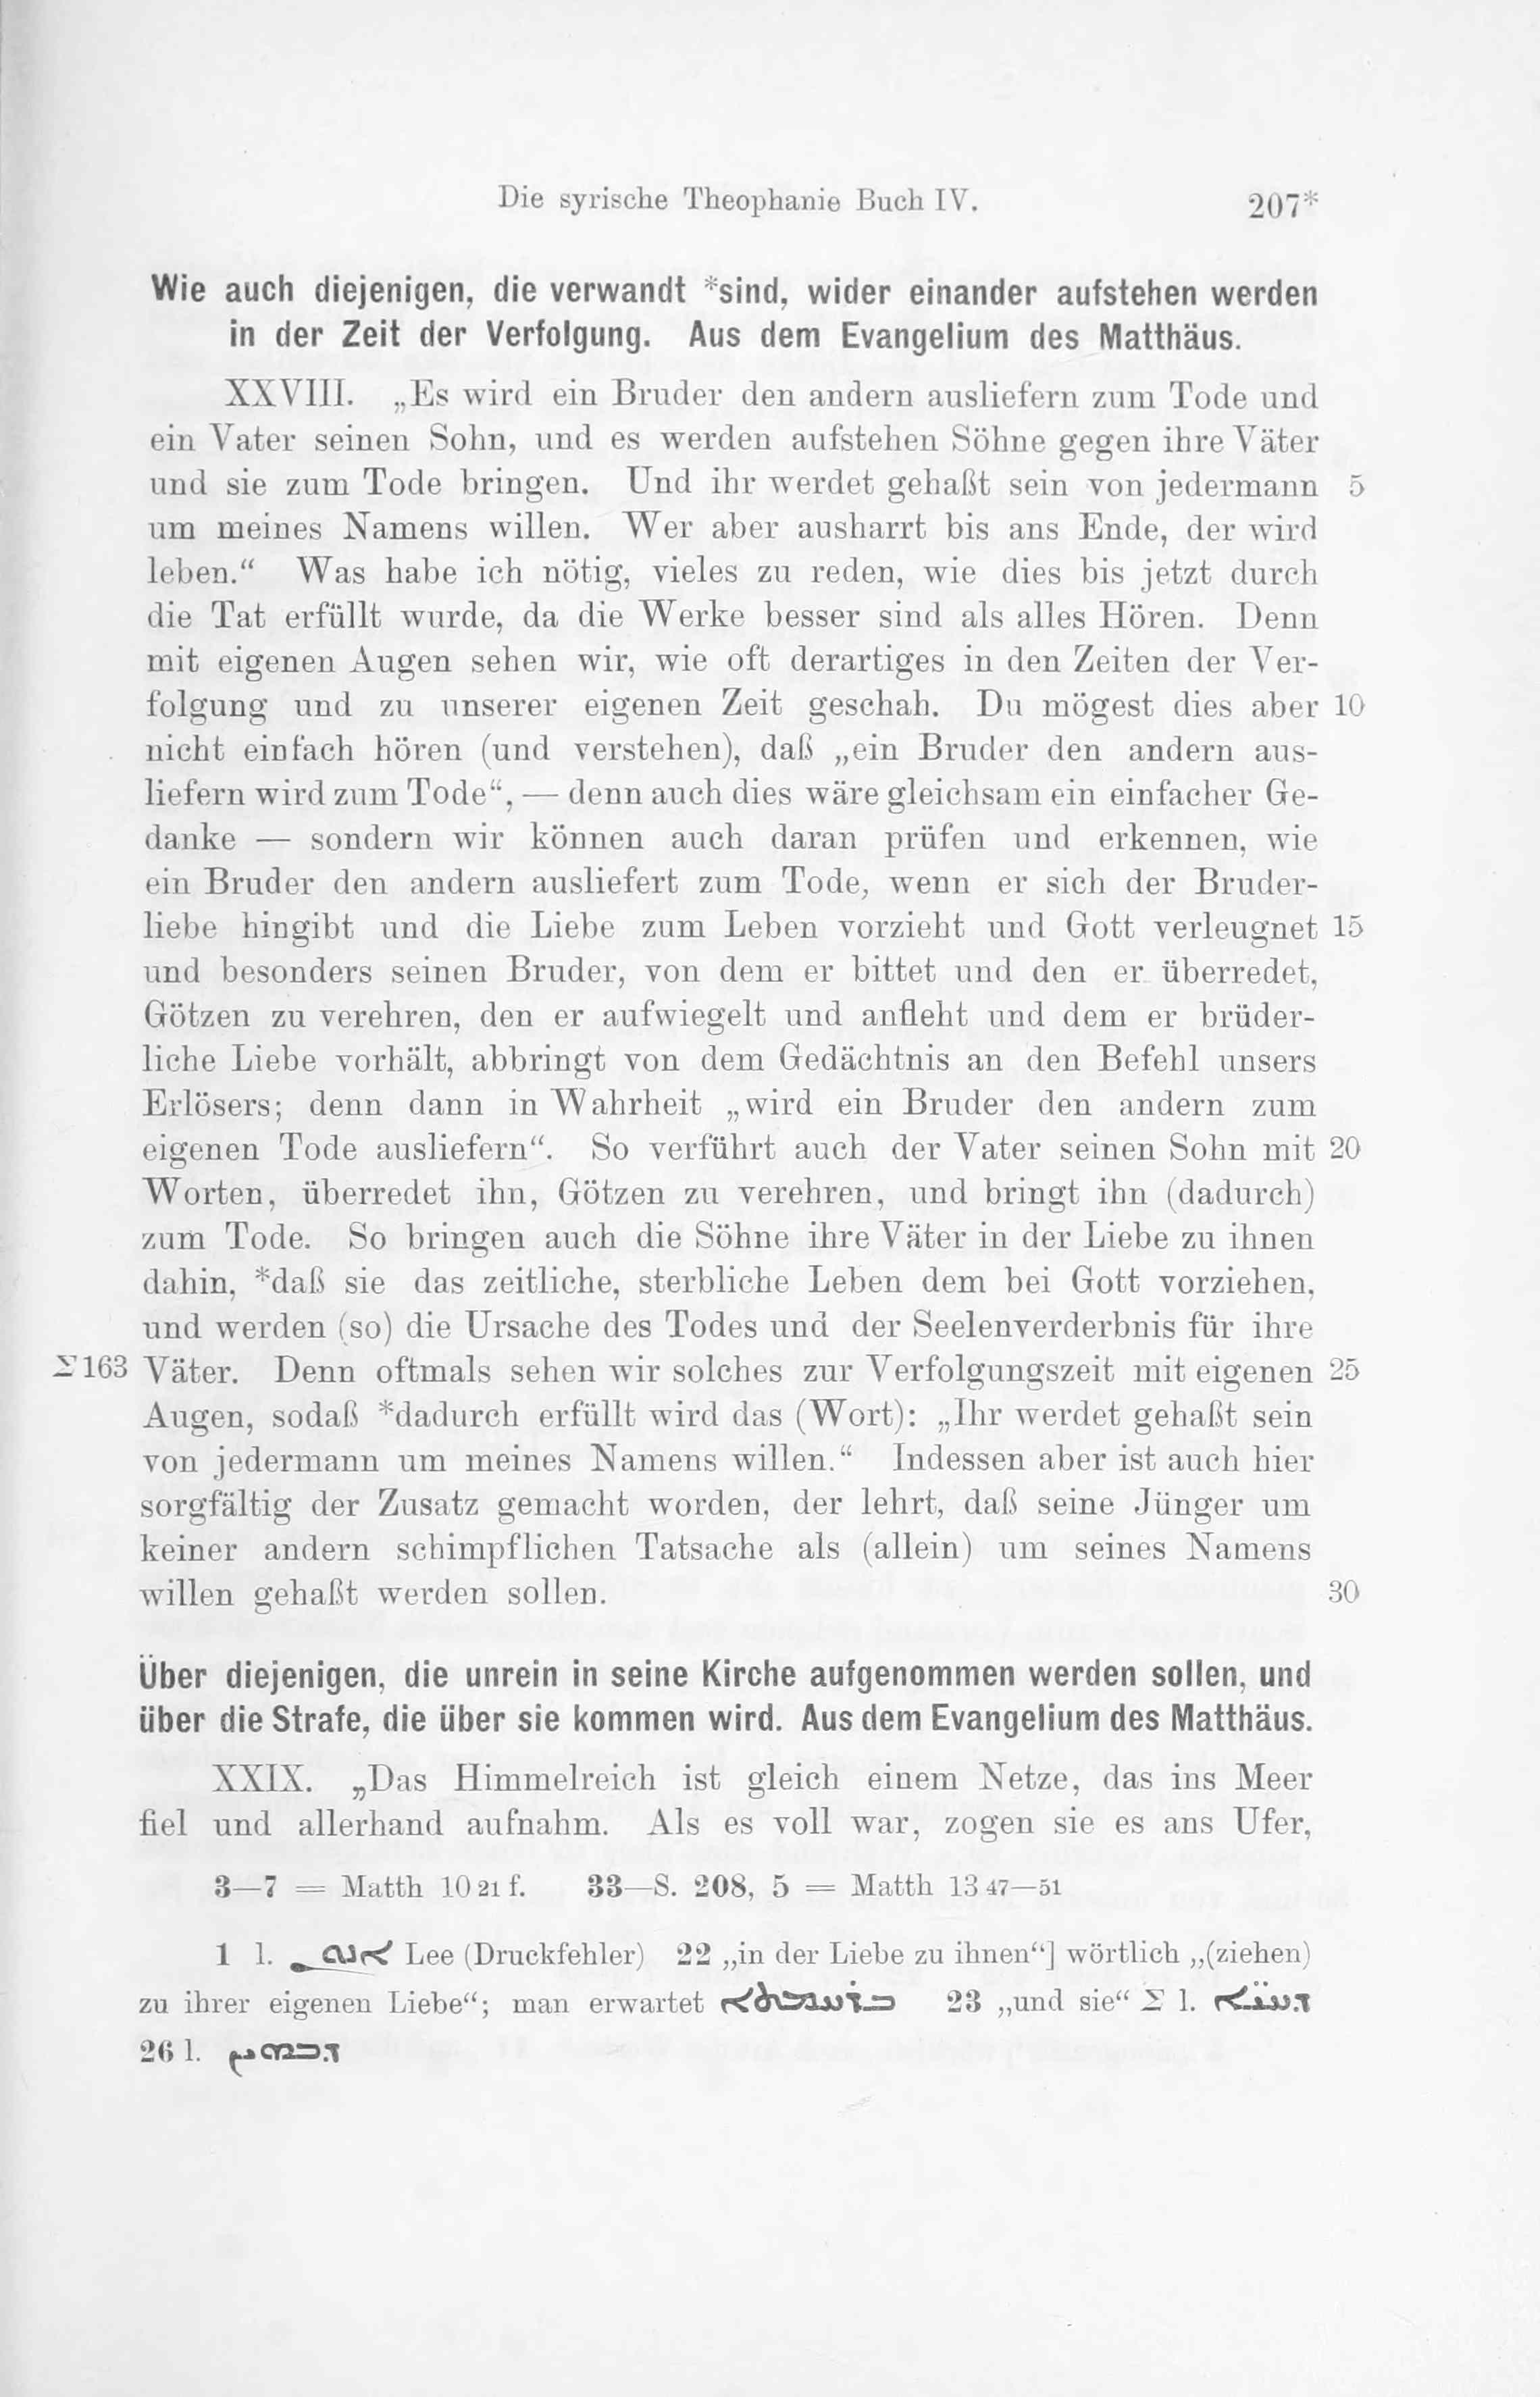 Die syrische Theophanie Buch IV. 207*
Wie auch diejenigen, die verwandt *sind, wider einander aufstehen werden
in der Zeit der Verfolgung. Aus dem Evangelium des Matthäus.
XXVIII. „Es wird ein Bruder den andern ausliefern zum Tode und
ein Vater seinen Sohn, und es werden aufstehen Söhne gegen ihre Väter
und sie zum Tode bringen. Und ihr werdet gehaßt sein von jedermann 5
um meines Namens willen. Wer aber ausharrt bis ans Ende, der wird
leben.“ Was habe ich nötig, vieles zu reden, wie dies bis jetzt durch
die Tat erfüllt wurde, da die Werke besser sind als alles Hören. Denn
mit eigenen Augen sehen wir, wie oft derartiges in den Zeiten der Ver-
folgung und zu unserer eigenen Zeit geschah. Du mögest dies aber 10
nicht einfach hören (und verstehen), daß „ein Bruder den andern aus-
liefern wird zum Tode“, — denn auch dies wäre gleichsam ein einfacher Ge-
danke — sondern wir können auch daran prüfen und erkennen, wie
ein Bruder den andern ausliefert zum Tode, wenn er sich der Bruder-
liebe hingibt und die Liebe zum Leben vorzieht und Gott verleugnet 15
und besonders seinen Bruder, von dem er bittet und den er überredet,
Götzen zu verehren, den er aufwiegelt und anfleht und dem er brüder-
liche Liebe vorhält, abbringt von dem Gedächtnis an den Befehl unsers
Erlösers; denn dann in Wahrheit „wird ein Bruder den andern zum
eigenen Tode ausliefern“. So verführt auch der Vater seinen Sohn mit 20
Worten, überredet ihn, Götzen zu verehren, und bringt ihn (dadurch)
zum Tode. So bringen auch die Söhne ihre Väter in der Liebe zu ihnen
dahin, *daß sie das zeitliche, sterbliche Leben dem bei Gott vorziehen,
und werden (so) die Ursache des Todes und der Seelenverderbnis für ihre
Σ 163 Väter. Denn oftmals sehen wir solches zur Verfolgungszeit mit eigenen 25
Augen, sodaß *dadurch erfüllt wird das (Wort): „Ihr werdet gehaßt sein
von jedermann um meines Namens willen.“ Indessen aber ist auch hier
sorgfältig der Zusatz gemacht worden, der lehrt, daß seine Jünger um
keiner andern schimpflichen Tatsache als (allein) um seines Namens
willen gehaßt werden sollen. 30
Über diejenigen, die unrein in seine Kirche aufgenommen werden sollen, und
über die Strafe, die über sie kommen wird. Aus dem Evangelium des Matthäus.
XXIX. „Das Himmelreich ist gleich einem Netze, das ins Meer
fiel und allerhand aufnahm. Als es voll war, zogen sie es ans Ufer,
3—7 = Matth 10 21 f. 33—S. 208, 5 = Matth 13 47—51
1 l. Lee (Druckfehler) 22 „in der Liebe zu ihnen“] wörtlich „(ziehen)
zu ihrer eigenen Liebe“; man erwartet 23 „und sie“ Σ l. ܕܚܝ̈ܐ
26 l. ܕܒܗܝܢ